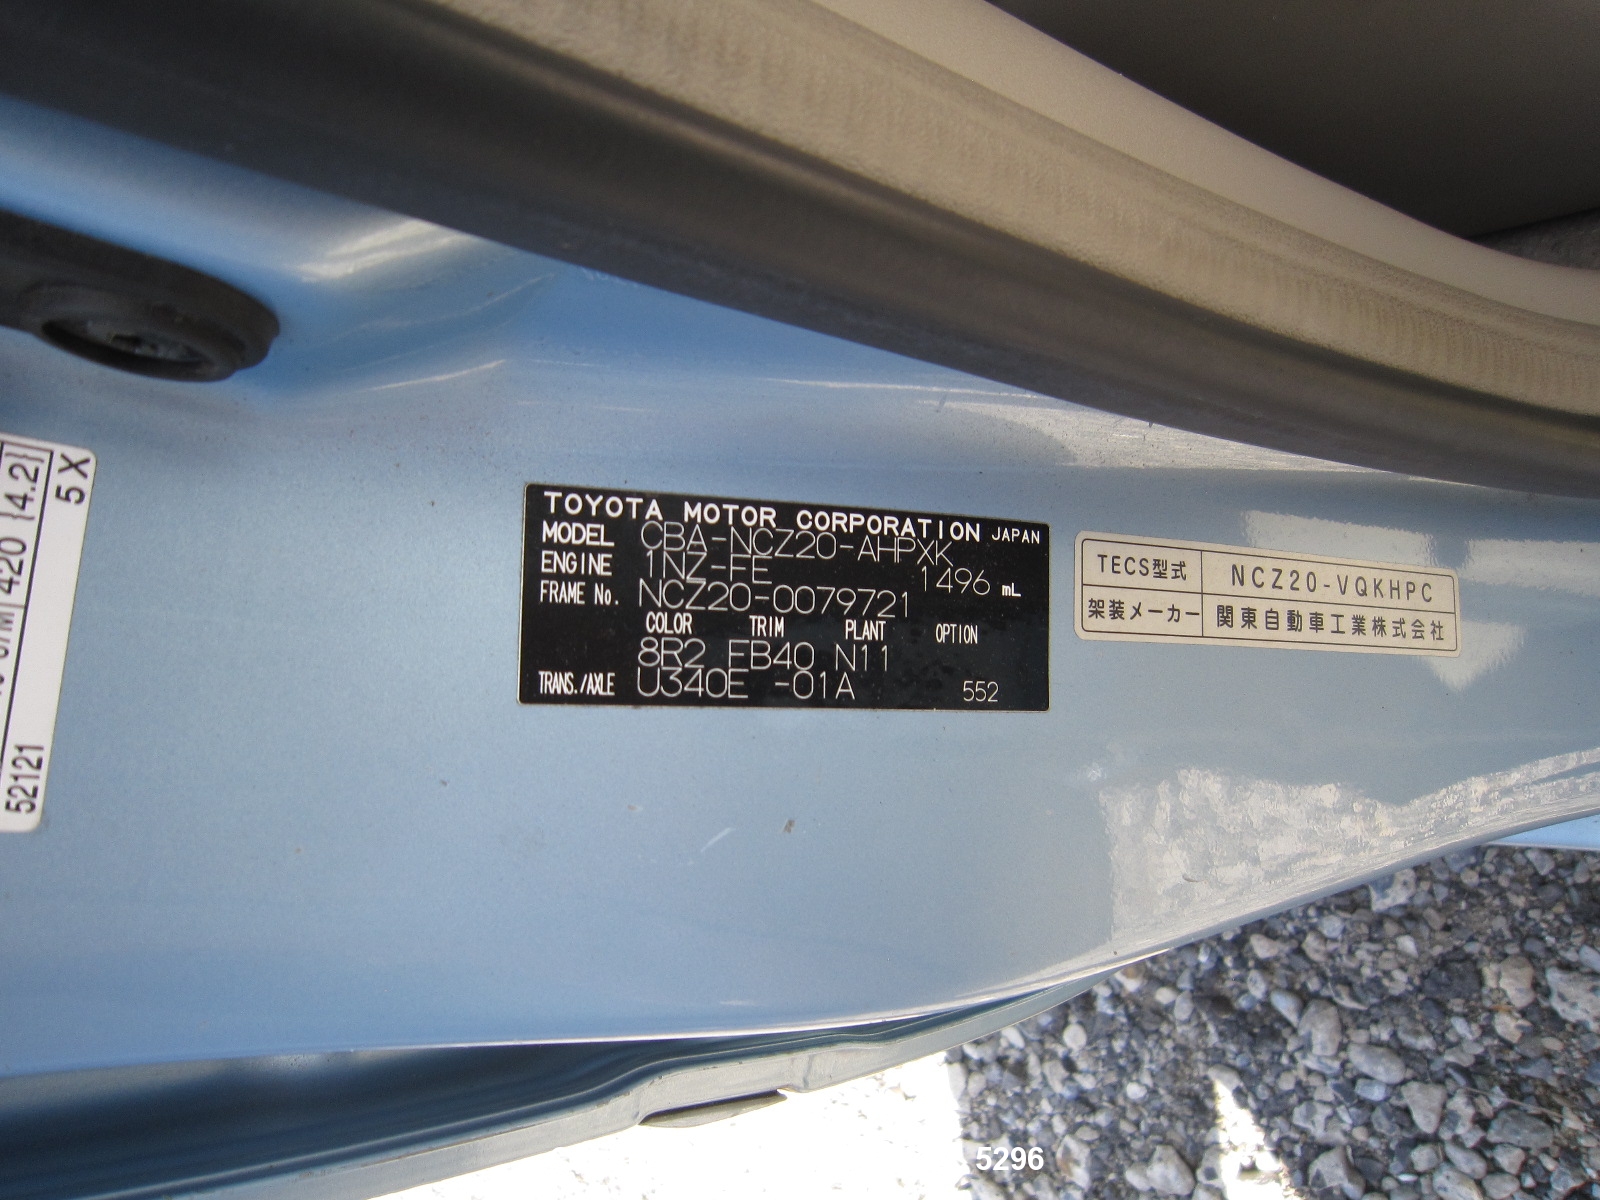 TOYOTA MOTOR CORPORATION JAPAN
MODEL CBA-NCZ20-AHPXK
ENGINE 1NZ-FE 1496 mL
FRAME No. NCZ20-0079721
COLOR TRIM PLANT OPTION
8R2 FB40 N11
TRANS./AXLE U340E -01A 552
TECS型式 NCZ20-VQKHPC
架装メーカー 関東自動車工業株式会社
420 {4.2}
5X
52121
5296